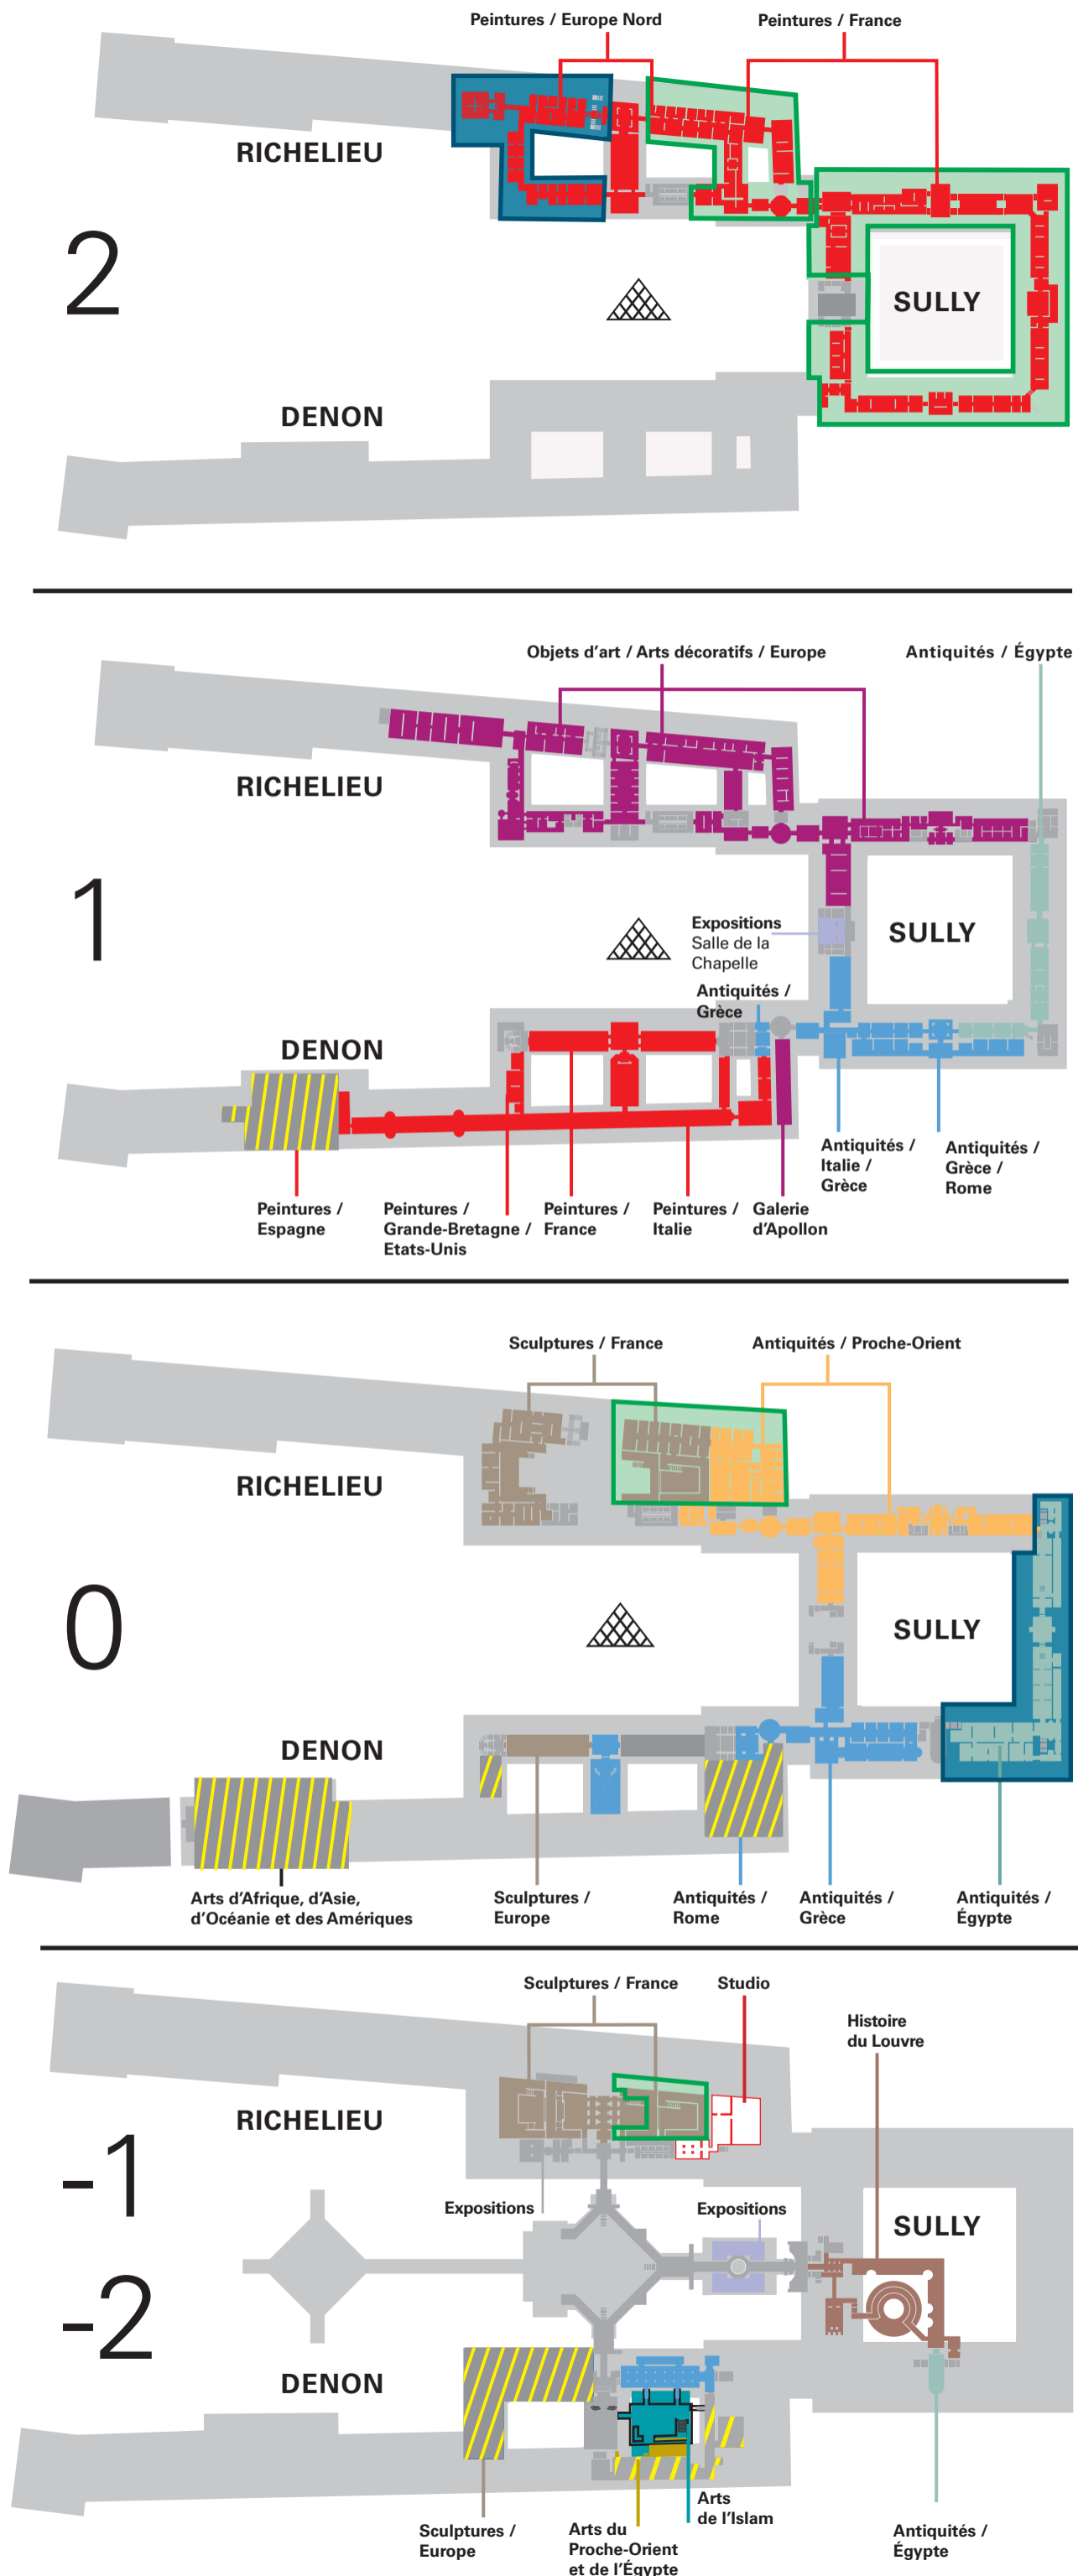 Peintures / Europe Nord
Peintures / France
RICHELIEU
2
SULLY
DENON
Objets d’art / Arts décoratifs / Europe
Antiquités / Égypte
RICHELIEU
1
Expositions
Salle de la
Chapelle
SULLY
Antiquités /
Grèce
DENON
Antiquités /
Italie /
Grèce
Antiquités /
Grèce /
Rome
Peintures /
Espagne
Peintures /
Grande-Bretagne /
Etats-Unis
Peintures /
France
Peintures /
Italie
Galerie
d’Apollon
Sculptures / France
Antiquités / Proche-Orient
RICHELIEU
0
SULLY
DENON
Arts d’Afrique, d’Asie,
d’Océanie et des Amériques
Sculptures /
Europe
Antiquités /
Rome
Antiquités /
Grèce
Antiquités /
Égypte
Sculptures / France
Studio
Histoire
du Louvre
RICHELIEU
-1
Expositions
Expositions
SULLY
-2
DENON
Sculptures /
Europe
Arts du
Proche-Orient
et de l’Égypte
Arts
de l’Islam
Antiquités /
Égypte